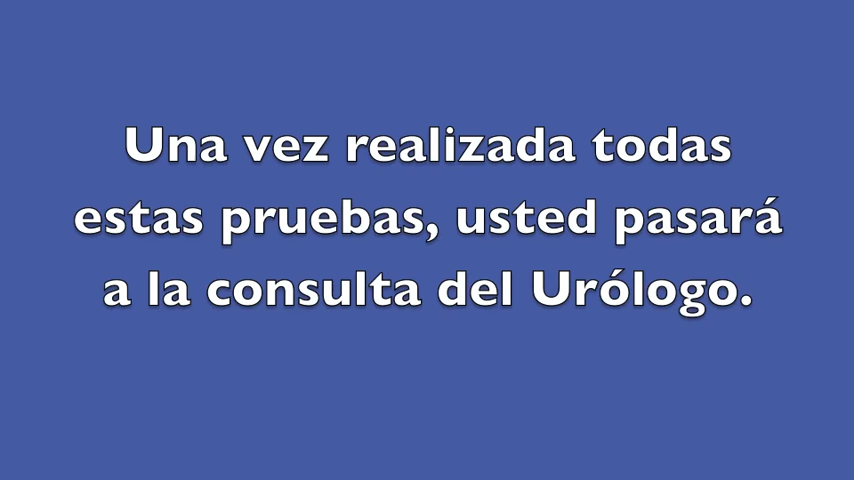 Una vez realizada todas
estas pruebas, usted pasará
a la consulta del Urólogo.